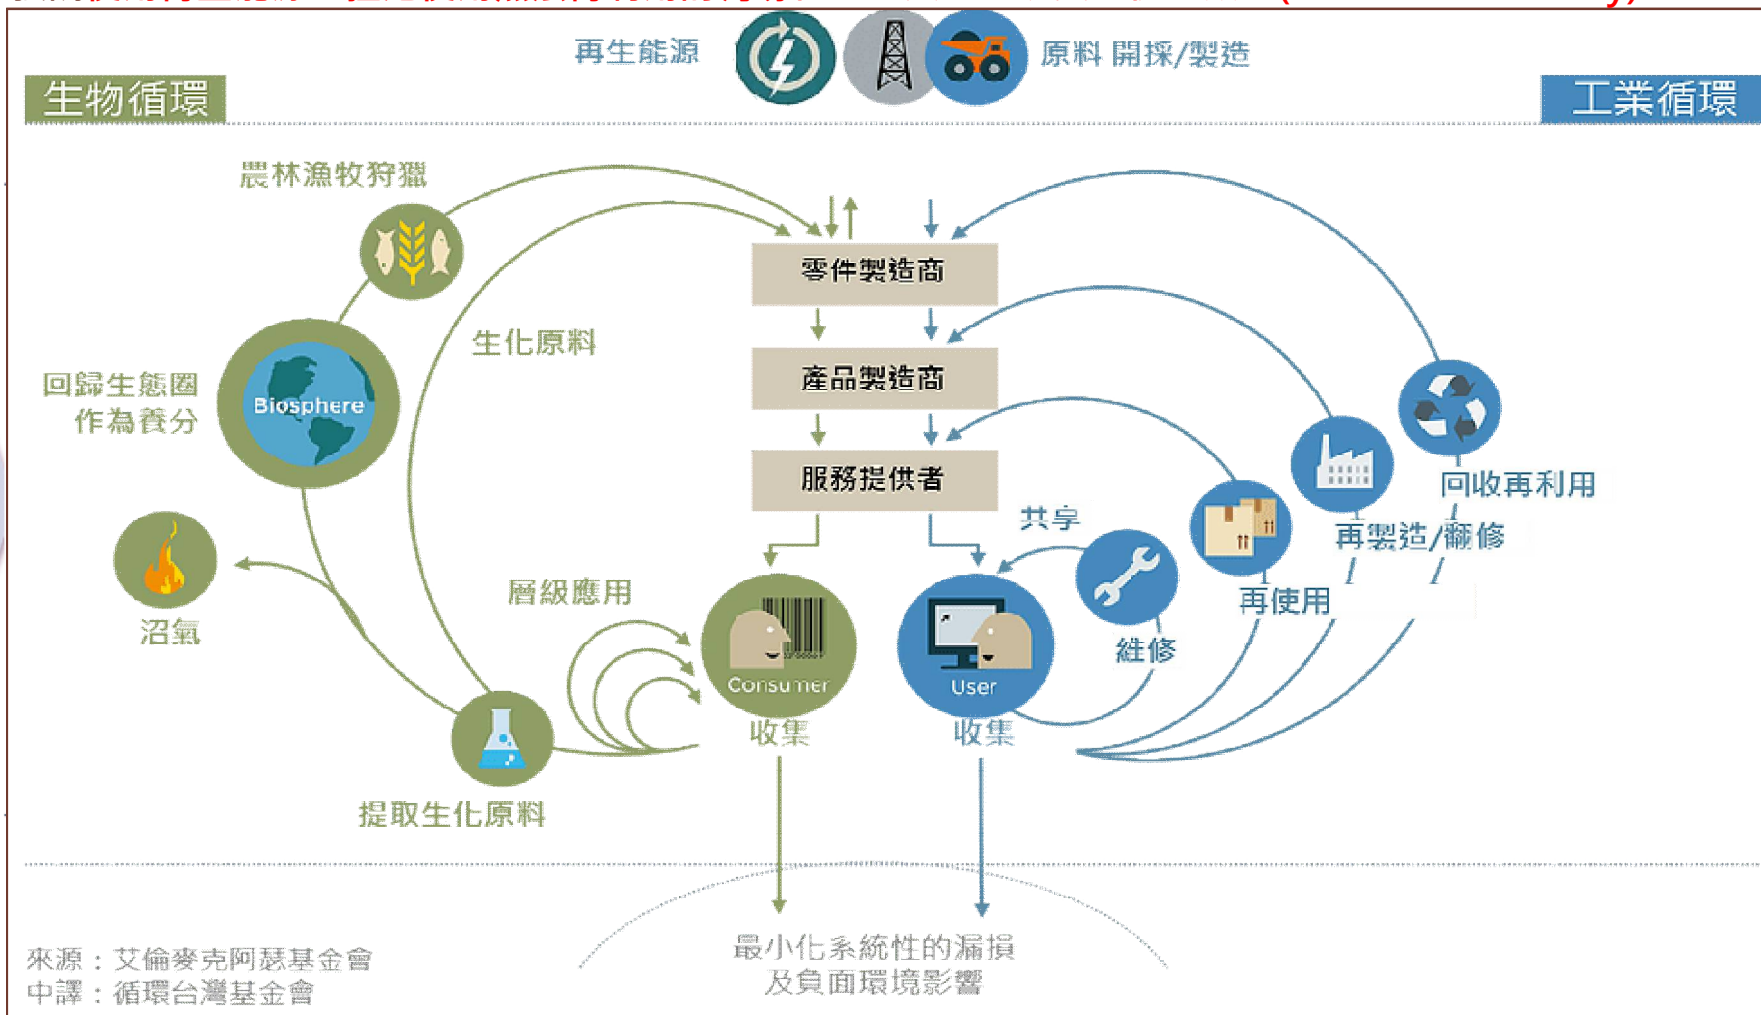 再生能源
原料 開採/製造
生物循環
工業循環
農林漁牧狩獵
零件製造商
生化原料
產品製造商
回歸生態圈
作為養分
Biosphere
服務提供者
回收再利用
共享
再製造/翻修
層級應用
再使用
沼氣
維修
Consumer
User
收集
收集
提取生化原料
最小化系統性的漏損
及負面環境影響
來源：艾倫麥克阿瑟基金會
中譯：循環台灣基金會